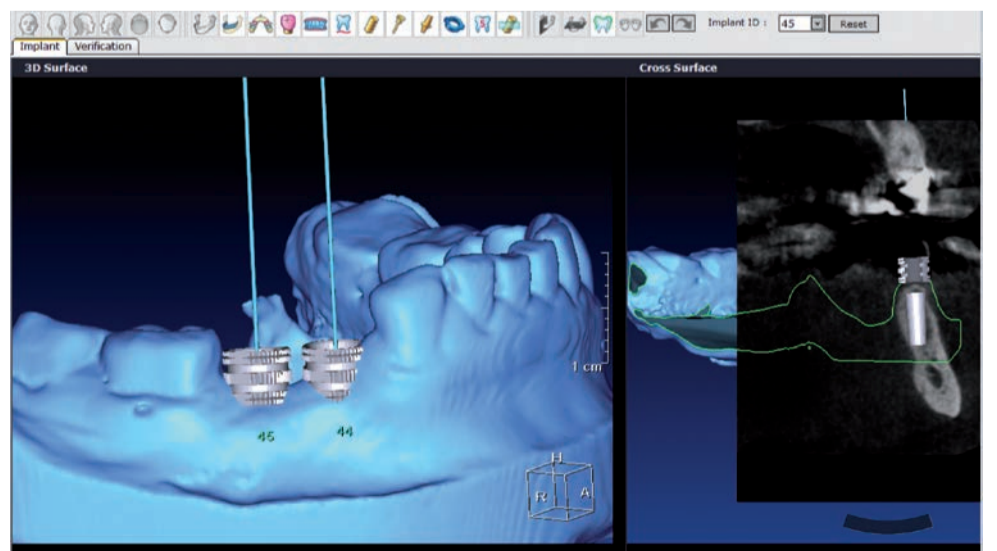 Implant ID : 45 Reset
Implant Verification
3D Surface
Cross Surface
1 cm
45 44
H
R A